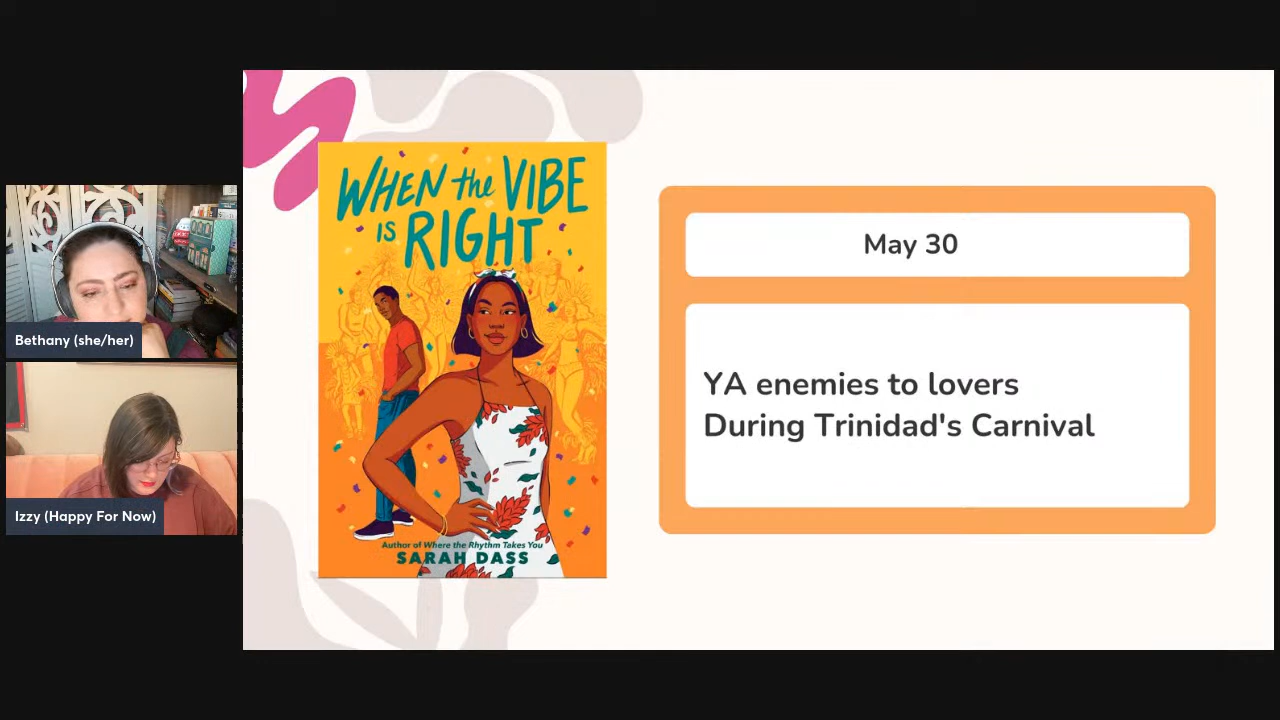 Bethany (she/her)
Izzy (Happy For Now)
WHEN the VIBE
IS RIGHT
Author of Where the Rhythm Takes You
SARAH DASS
May 30
YA enemies to lovers
During Trinidad's Carnival